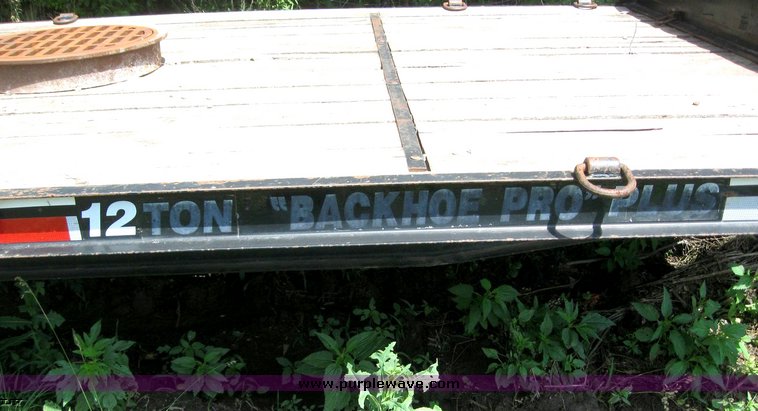 12 TON "BACKHOE PRO" PLUS
www.purplewave.com